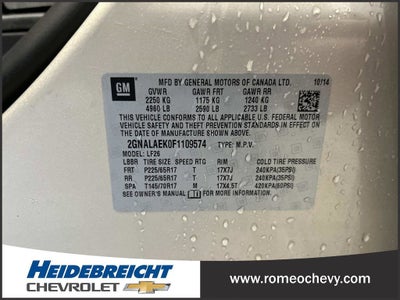 GM
MFD BY GENERAL MOTORS OF CANADA LTD. 10/14
GVWR GAWR FRT GAWR RR
2250 KG 1175 KG 1240 KG
4960 LB 2590 LB 2733 LB
THIS VEHICLE CONFORMS TO ALL APPLICABLE U.S.
FEDERAL MOTOR VEHICLE SAFETY AND THEFT
PREVENTION STANDARDS IN EFFECT ON THE DATE
OF MANUFACTURE SHOWN ABOVE.
2GNALAEK0F1109574 TYPE: M.P.V.
MODEL: LF26
LBBR TIRE SIZE SPEED RTG RIM COLD TIRE PRESSURE
FRT P225/65R17 T 17X7J 240KPA(35PSI)
RR P225/65R17 T 17X7J 240KPA(35PSI)
SPA T145/70R17 M 17X4.5T 420KPA(60PSI)
SEE OWNER'S MANUAL FOR MORE INFORMATION.
HEIDEBREICHT
CHEVROLET
www.romeochevy.com